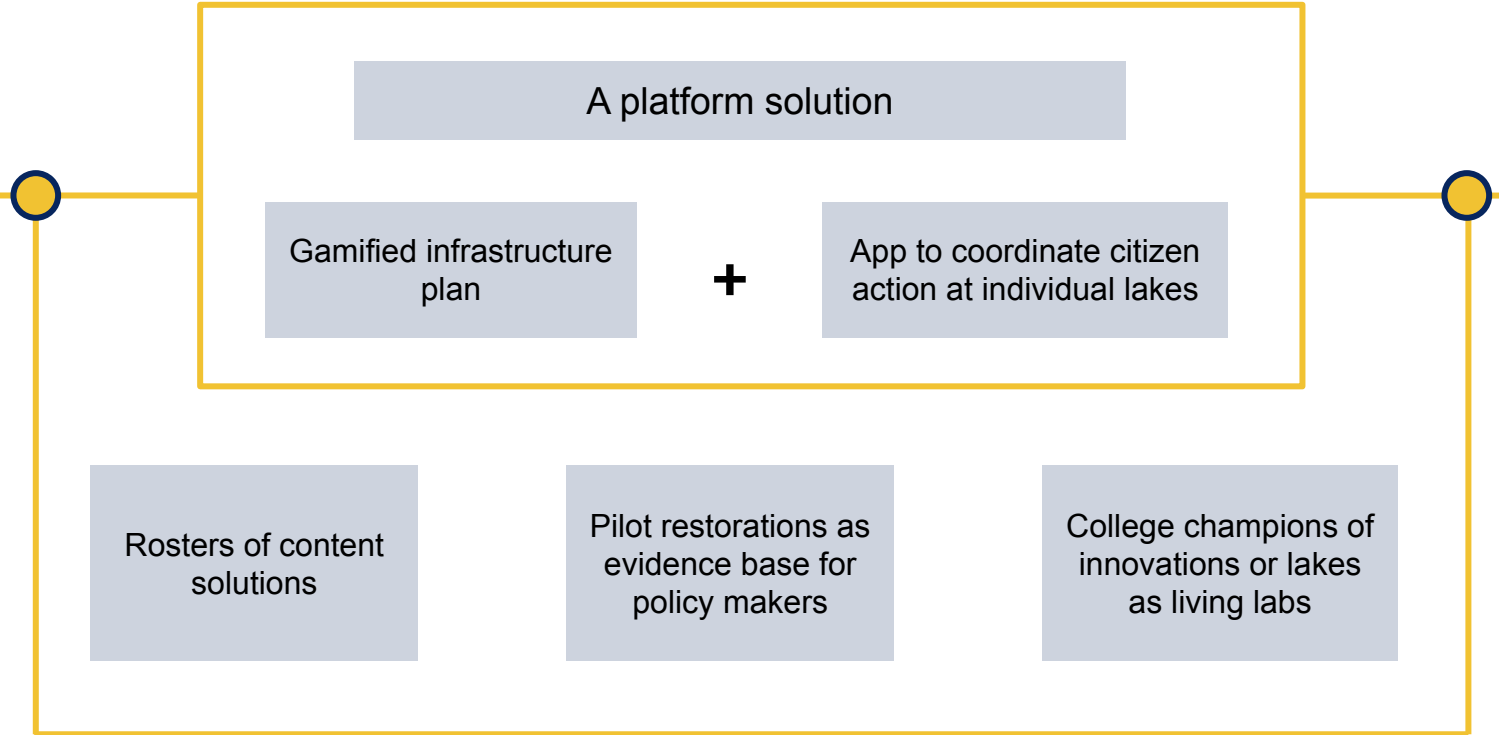 A platform solution
Gamified infrastructure
plan
+
App to coordinate citizen
action at individual lakes
Rosters of content
solutions
Pilot restorations as
evidence base for
policy makers
College champions of
innovations or lakes
as living labs